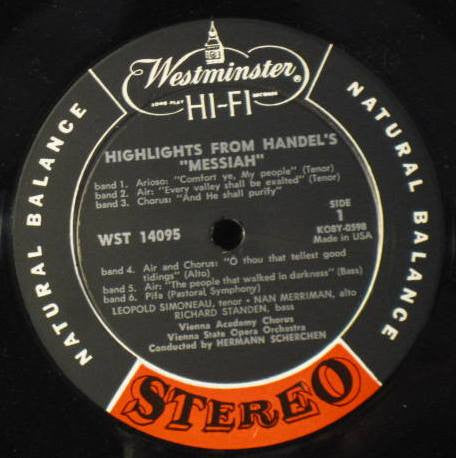 Westminster ®
LONG PLAY RECORDS
HI-FI
NATURAL BALANCE
NATURAL BALANCE
HIGHLIGHTS FROM HANDEL'S
"MESSIAH"
band 1. Arioso: "Comfort ye, My people" (Tenor)
band 2. Air: "Every valley shall be exalted" (Tenor)
band 3. Chorus: "And He shall purify"
SIDE
1
WST 14095
KOBY-0598
Made in USA
band 4. Air and Chorus: "O thou that tellest good
tidings" (Alto)
band 5. Air: "The people that walked in darkness" (Bass)
band 6. Pifa (Pastoral, Symphony)
LEOPOLD SIMONEAU, tenor · NAN MERRIMAN, alto
RICHARD STANDEN, bass
Vienna Academy Chorus
Vienna State Opera Orchestra
Conducted by HERMANN SCHERCHEN
STEREO